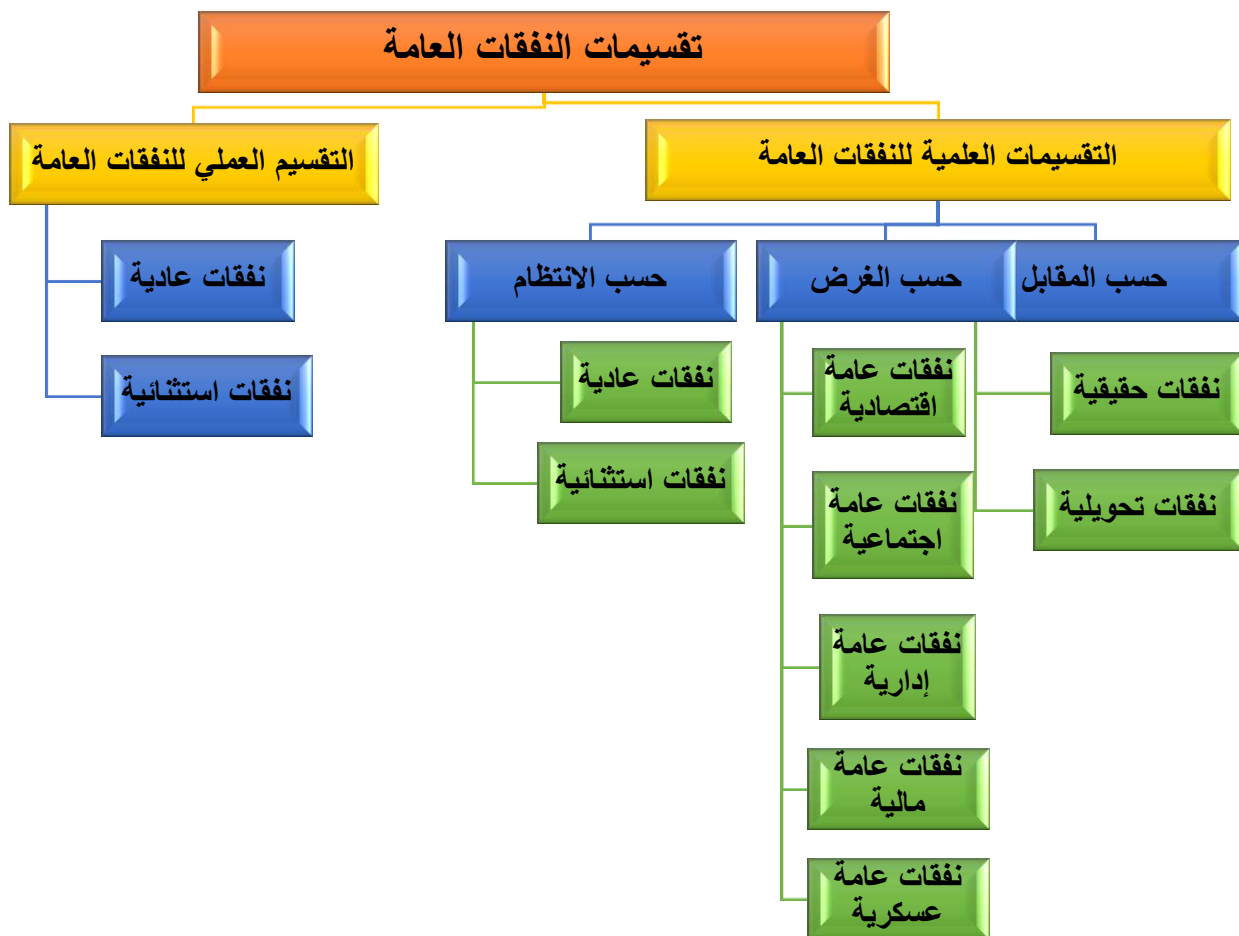 تقسيمات النفقات العامة
التقسيمات العلمية للنفقات العامة
التقسيم العملي للنفقات العامة
حسب المقابل
حسب الغرض
حسب الانتظام
نفقات عادية
نفقات استثنائية
نفقات حقيقية
نفقات تحويلية
نفقات عامة
اقتصادية
نفقات عامة
اجتماعية
نفقات عامة
إدارية
نفقات عامة
مالية
نفقات عامة
عسكرية
نفقات عادية
نفقات استثنائية